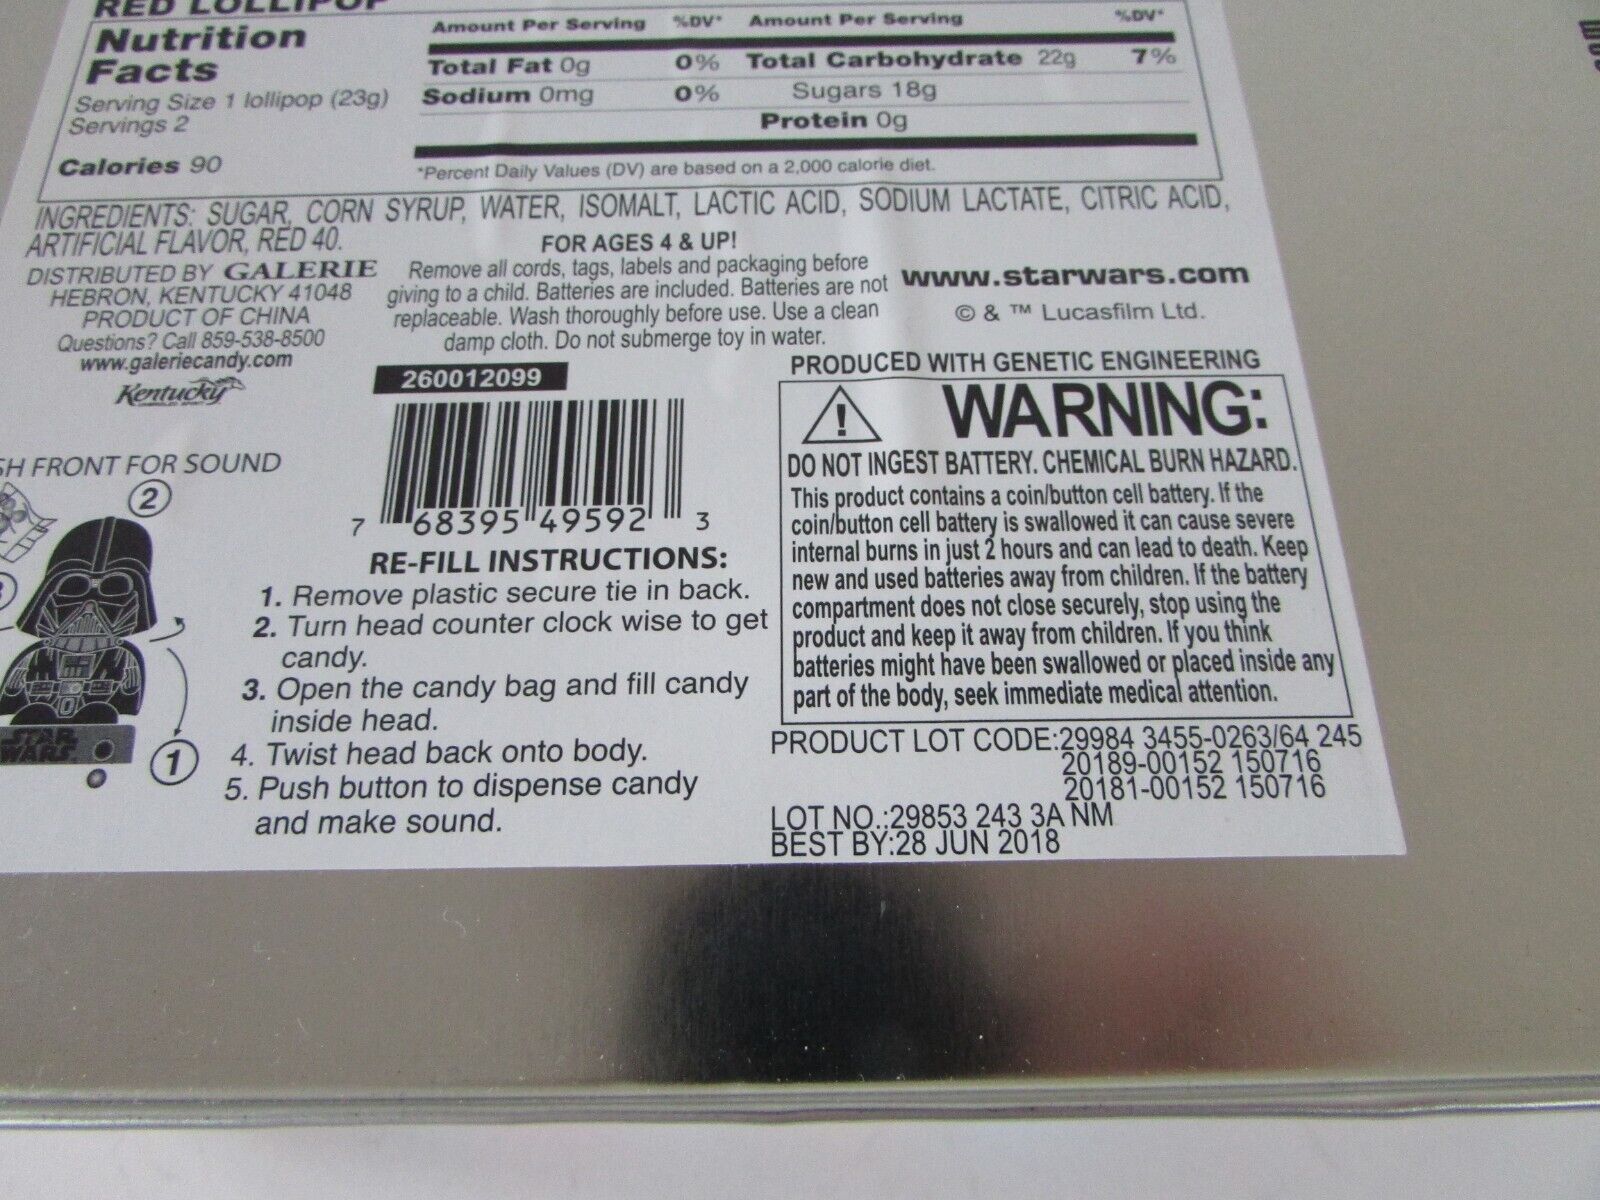 RED LOLLIPOP
Nutrition
Facts
Serving Size 1 lollipop (23g)
Servings 2
Calories 90
Amount Per Serving %DV* Amount Per Serving %DV*
Total Fat 0g 0% Total Carbohydrate 22g 7%
Sodium 0mg 0% Sugars 18g
Protein 0g
*Percent Daily Values (DV) are based on a 2,000 calorie diet.
INGREDIENTS: SUGAR, CORN SYRUP, WATER, ISOMALT, LACTIC ACID, SODIUM LACTATE, CITRIC ACID,
ARTIFICIAL FLAVOR, RED 40.
DISTRIBUTED BY GALERIE
HEBRON, KENTUCKY 41048
PRODUCT OF CHINA
Questions? Call 859-538-8500
www.galeriecandy.com
Kentucky
FOR AGES 4 & UP!
Remove all cords, tags, labels and packaging before
giving to a child. Batteries are included. Batteries are not
replaceable. Wash thoroughly before use. Use a clean
damp cloth. Do not submerge toy in water.
www.starwars.com
© & ™ Lucasfilm Ltd.
260012099
7 68395 49592 3
SH FRONT FOR SOUND
2
STAR
WARS
1
RE-FILL INSTRUCTIONS:
1. Remove plastic secure tie in back.
2. Turn head counter clock wise to get
candy.
3. Open the candy bag and fill candy
inside head.
4. Twist head back onto body.
5. Push button to dispense candy
and make sound.
PRODUCED WITH GENETIC ENGINEERING
WARNING:
DO NOT INGEST BATTERY. CHEMICAL BURN HAZARD.
This product contains a coin/button cell battery. If the
coin/button cell battery is swallowed it can cause severe
internal burns in just 2 hours and can lead to death. Keep
new and used batteries away from children. If the battery
compartment does not close securely, stop using the
product and keep it away from children. If you think
batteries might have been swallowed or placed inside any
part of the body, seek immediate medical attention.
PRODUCT LOT CODE:29984 3455-0263/64 245
20189-00152 150716
20181-00152 150716
LOT NO.:29853 243 3A NM
BEST BY:28 JUN 2018